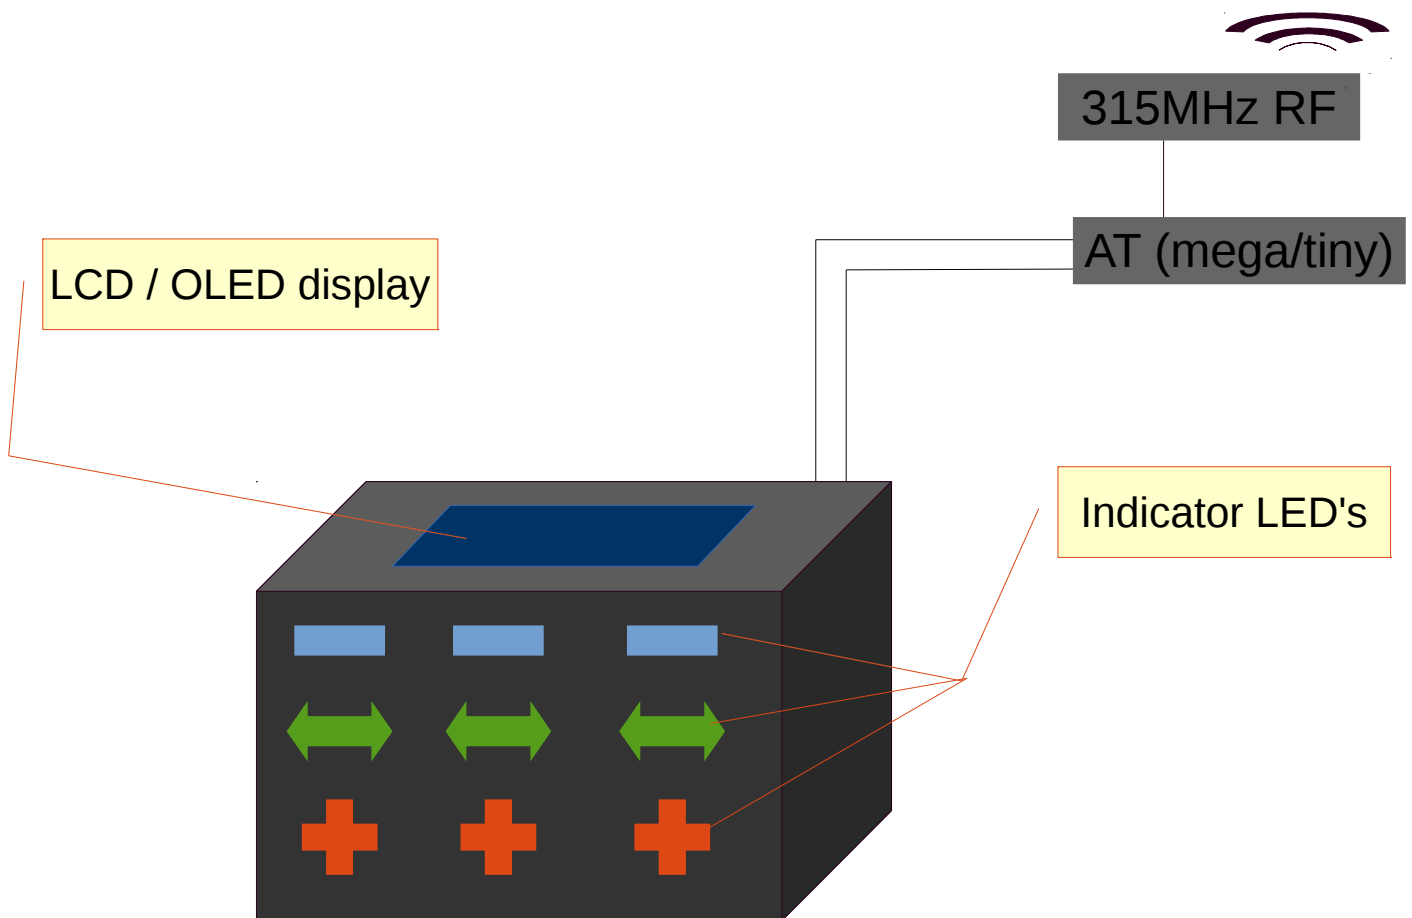 315MHz RF
AT (mega/tiny)
LCD / OLED display
Indicator LED's